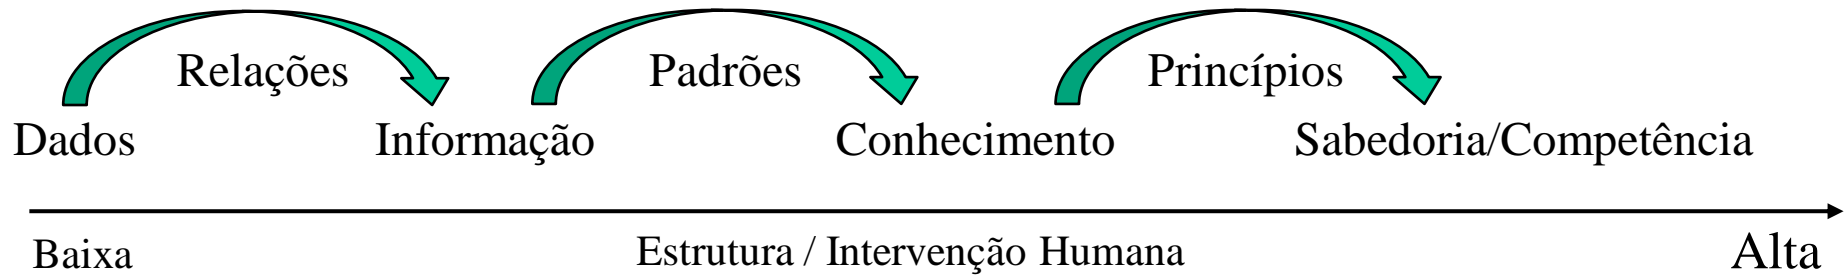 Relações Padrões Princípios
Dados Informação Conhecimento Sabedoria/Competência
Baixa Estrutura / Intervenção Humana Alta